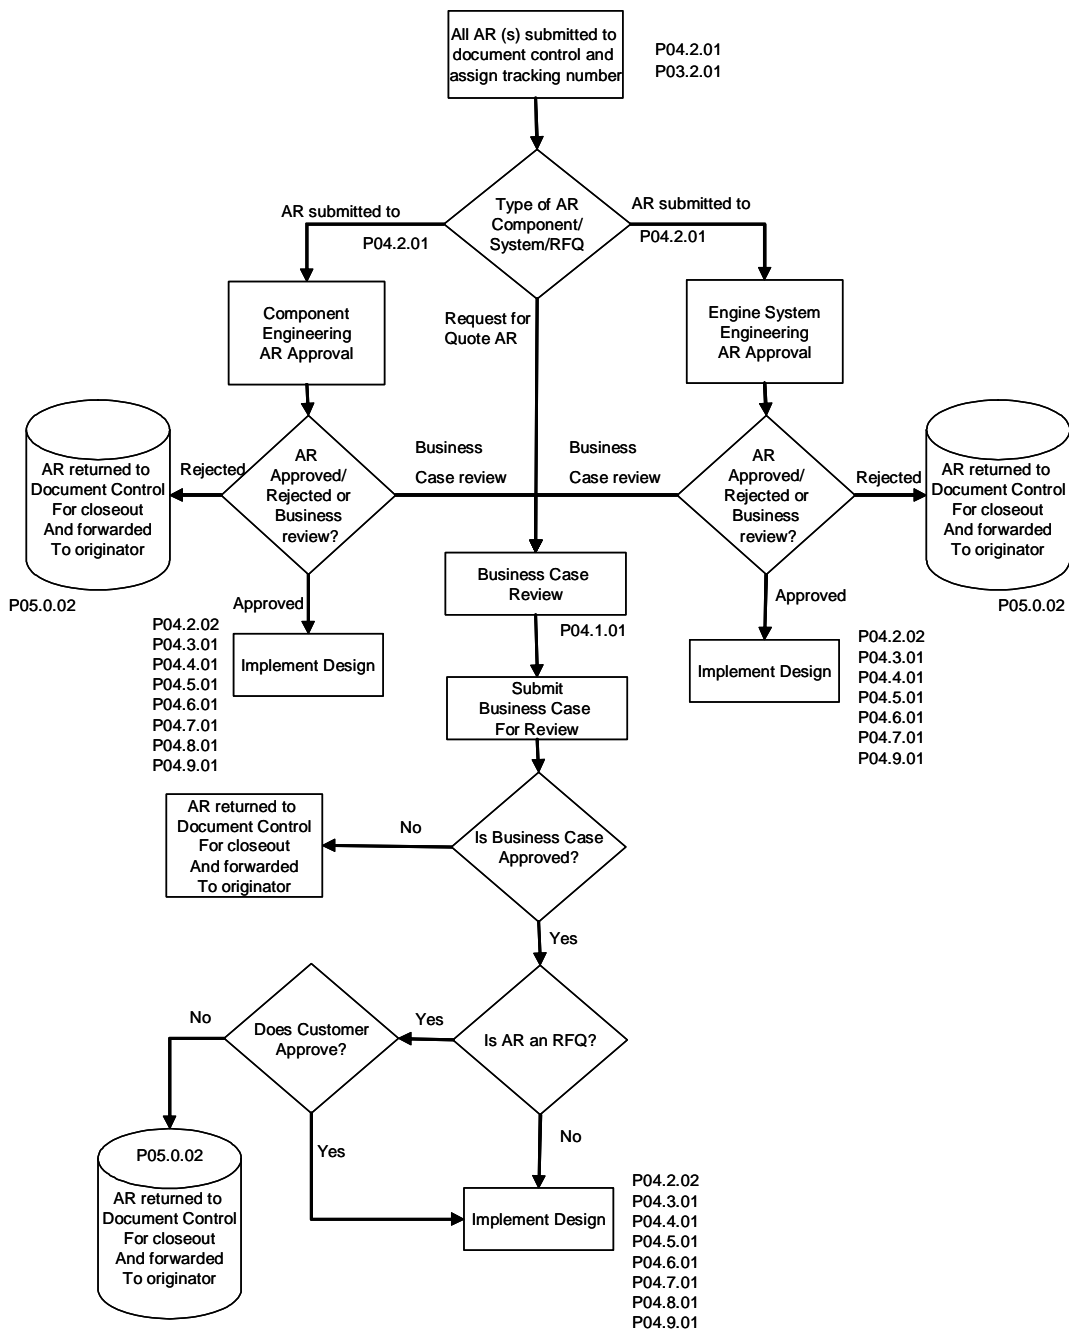 All AR (s) submitted to
document control and
assign tracking number
P04.2.01
P03.2.01
Type of AR
Component/
System/RFQ
AR submitted to
P04.2.01
AR submitted to
P04.2.01
Component
Engineering
AR Approval
Request for
Quote AR
Engine System
Engineering
AR Approval
AR returned to
Document Control
For closeout
And forwarded
To originator
P05.0.02
Rejected
AR
Approved/
Rejected or
Business
review?
Business
Case review
Business
Case review
AR
Approved/
Rejected or
Business
review?
Rejected
AR returned to
Document Control
For closeout
And forwarded
To originator
P05.0.02
Approved
P04.2.02
P04.3.01
P04.4.01
P04.5.01
P04.6.01
P04.7.01
P04.8.01
P04.9.01
Implement Design
Business Case
Review
P04.1.01
Approved
Implement Design
P04.2.02
P04.3.01
P04.4.01
P04.5.01
P04.6.01
P04.7.01
P04.9.01
Submit
Business Case
For Review
AR returned to
Document Control
For closeout
And forwarded
To originator
No
Is Business Case
Approved?
Yes
No
Does Customer
Approve?
Yes
Is AR an RFQ?
P05.0.02
AR returned to
Document Control
For closeout
And forwarded
To originator
Yes
No
Implement Design
P04.2.02
P04.3.01
P04.4.01
P04.5.01
P04.6.01
P04.7.01
P04.8.01
P04.9.01